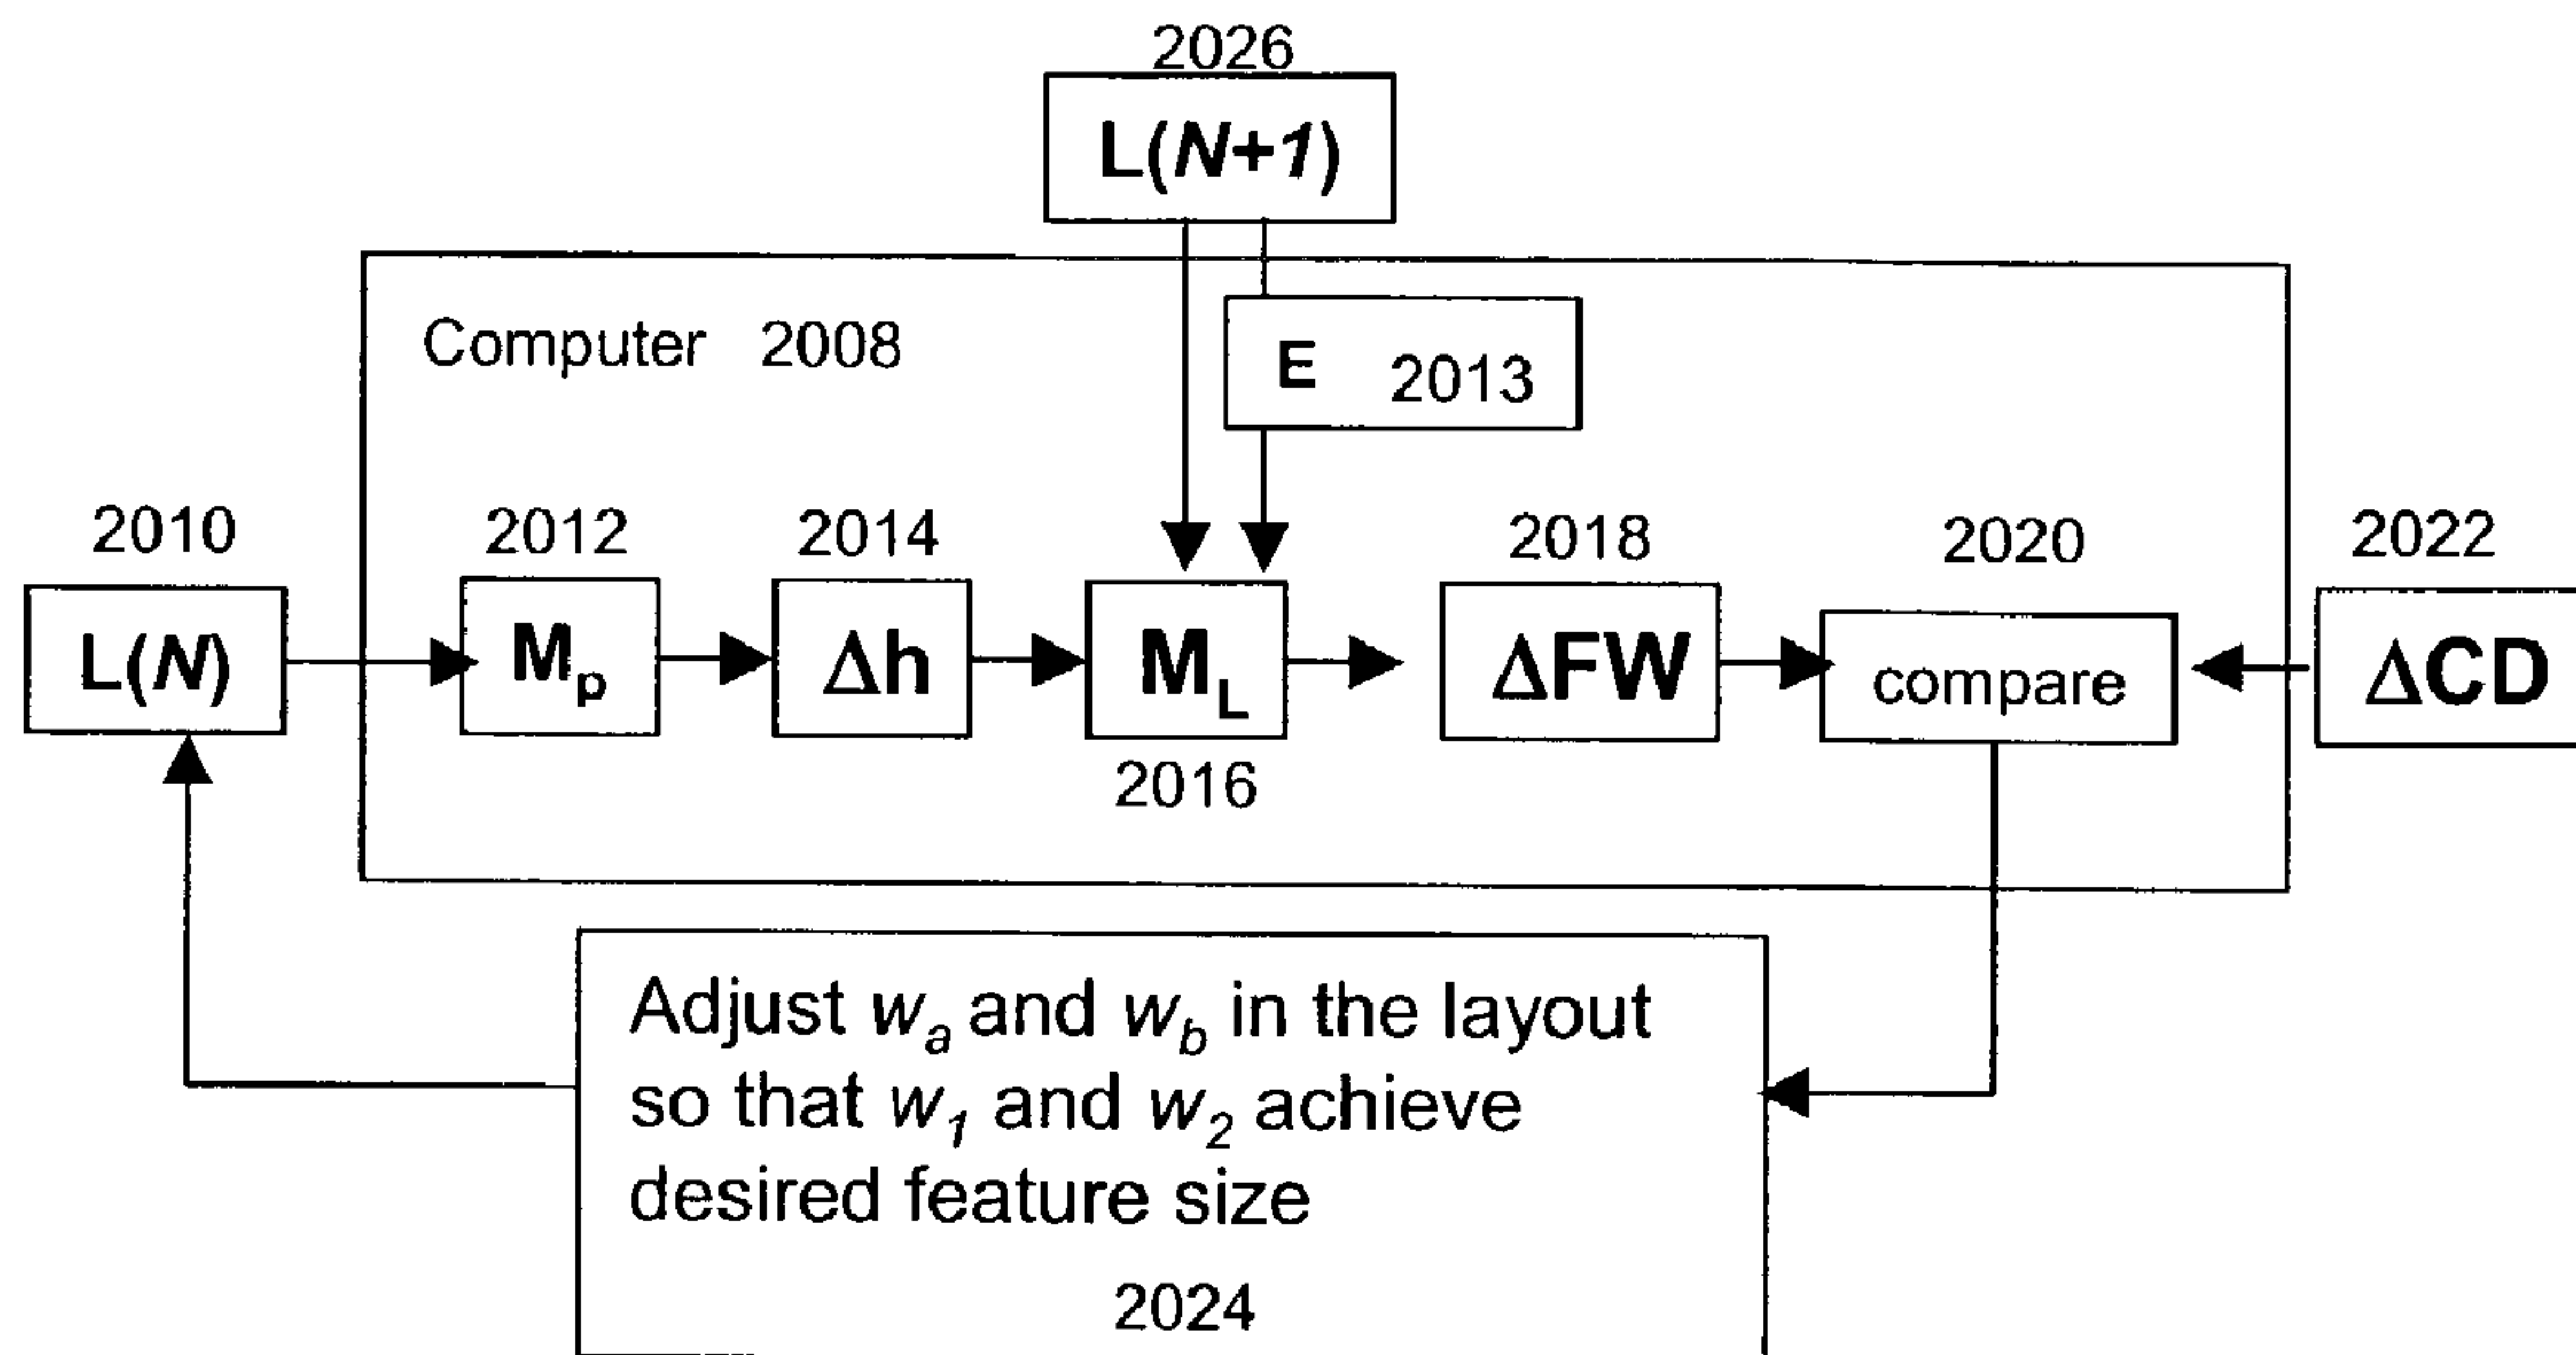 2026
L(N+1)
Computer 2008
E 2013
2010
2012
2014
2018
2020
2022
L(N)
Mp
Δh
ML
ΔFW
compare
ΔCD
2016
Adjust wa and wb in the layout
so that w1 and w2 achieve
desired feature size
2024